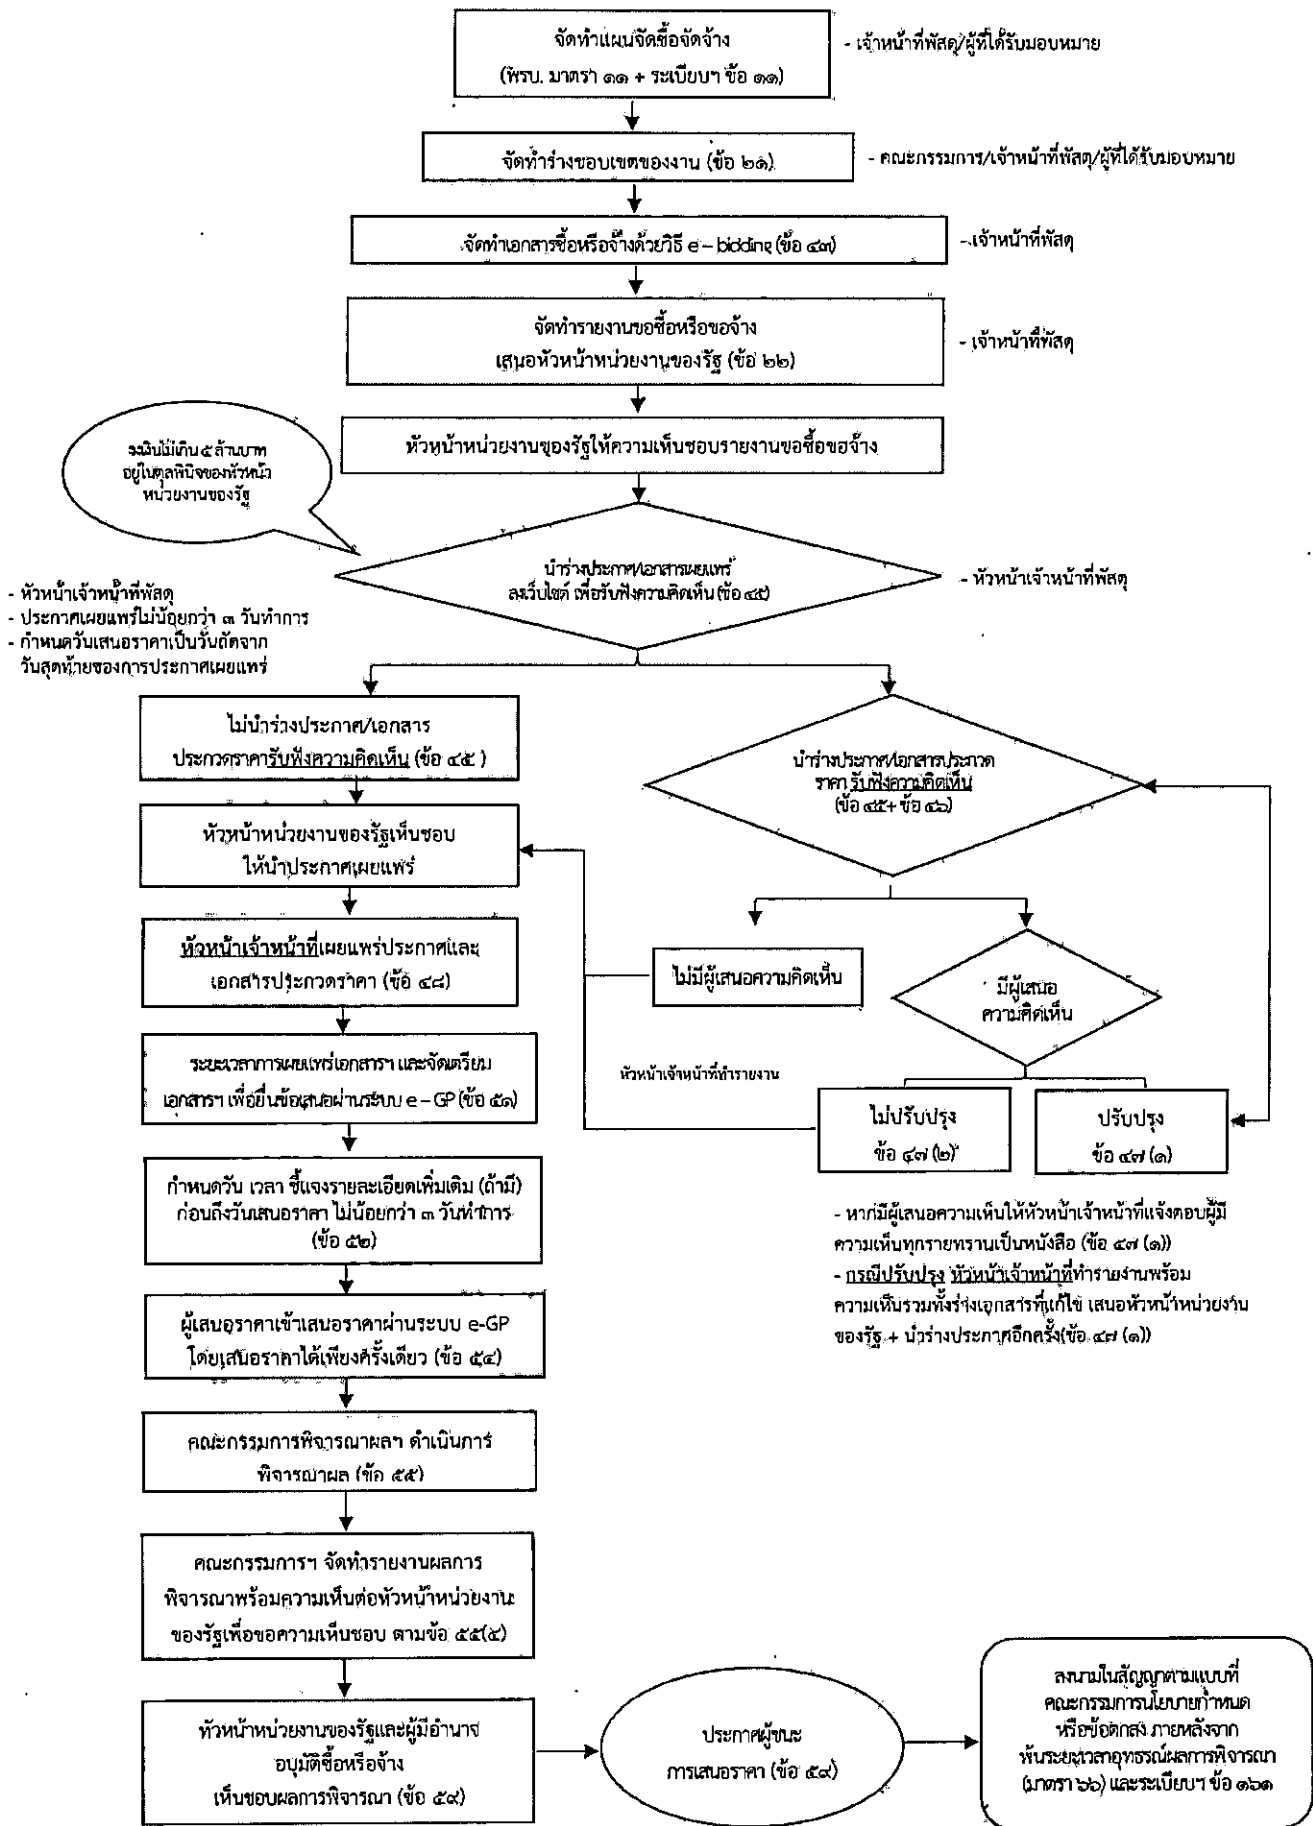 จัดทำแผนจัดซื้อจัดจ้าง
(พรบ. มาตรา ๑๑ + ระเบียบฯ ข้อ ๑๑)
- เจ้าหน้าที่พัสดุ/ผู้ที่ได้รับมอบหมาย
จัดทำร่างขอบเขตของงาน (ข้อ ๒๑)
- คณะกรรมการ/เจ้าหน้าที่พัสดุ/ผู้ที่ได้รับมอบหมาย
จัดทำเอกสารซื้อหรือจ้างด้วยวิธี e – bidding (ข้อ ๔๓)
- เจ้าหน้าที่พัสดุ
จัดทำรายงานขอซื้อหรือขอจ้าง
เสนอหัวหน้าหน่วยงานของรัฐ (ข้อ ๒๒)
- เจ้าหน้าที่พัสดุ
หัวหน้าหน่วยงานของรัฐให้ความเห็นชอบรายงานขอซื้อขอจ้าง
วงเงินไม่เกิน ๕ ล้านบาท
อยู่ในดุลพินิจของหัวหน้า
หน่วยงานของรัฐ
นำร่างประกาศ/เอกสารเผยแพร่
ลงเว็บไซต์ เพื่อรับฟังความคิดเห็น (ข้อ ๔๕)
- หัวหน้าเจ้าหน้าที่พัสดุ
- หัวหน้าเจ้าหน้าที่พัสดุ
- ประกาศเผยแพร่ไม่น้อยกว่า ๓ วันทำการ
- กำหนดวันเสนอราคาเป็นวันถัดจาก
วันสุดท้ายของการประกาศเผยแพร่
ไม่นำร่างประกาศ/เอกสาร
ประกวดราคารับฟังความคิดเห็น (ข้อ ๔๕ )
นำร่างประกาศ/เอกสารประกวด
ราคา รับฟังความคิดเห็น
(ข้อ ๔๕+ ข้อ ๔๖)
หัวหน้าหน่วยงานของรัฐเห็นชอบ
ให้นำประกาศเผยแพร่
หัวหน้าเจ้าหน้าที่เผยแพร่ประกาศและ
เอกสารประกวดราคา (ข้อ ๔๘)
ไม่มีผู้เสนอความคิดเห็น
มีผู้เสนอ
ความคิดเห็น
ระยะเวลาการเผยแพร่เอกสารฯ และจัดเตรียม
เอกสารฯ เพื่อยื่นข้อเสนอผ่านระบบ e – GP (ข้อ ๕๑)
หัวหน้าเจ้าหน้าที่ทำรายงาน
ไม่ปรับปรุง
ข้อ ๔๗ (๒)
ปรับปรุง
ข้อ ๔๗ (๑)
กำหนดวัน เวลา ชี้แจงรายละเอียดเพิ่มเติม (ถ้ามี)
ก่อนถึงวันเสนอราคา ไม่น้อยกว่า ๓ วันทำการ
(ข้อ ๕๒)
- หากมีผู้เสนอความเห็นให้หัวหน้าเจ้าหน้าที่แจ้งตอบผู้มี
ความเห็นทุกรายทราบเป็นหนังสือ (ข้อ ๔๗ (๑))
- กรณีปรับปรุง หัวหน้าเจ้าหน้าที่ทำรายงานพร้อม
ความเห็นรวมทั้งร่างเอกสารที่แก้ไข เสนอหัวหน้าหน่วยงาน
ของรัฐ + นำร่างประกาศอีกครั้ง(ข้อ ๔๗ (๑))
ผู้เสนอราคาเข้าเสนอราคาผ่านระบบ e-GP
โดยเสนอราคาได้เพียงครั้งเดียว (ข้อ ๕๔)
คณะกรรมการพิจารณาผลฯ ดำเนินการ
พิจารณาผล (ข้อ ๕๕)
คณะกรรมการฯ จัดทำรายงานผลการ
พิจารณาพร้อมความเห็นต่อหัวหน้าหน่วยงาน
ของรัฐเพื่อขอความเห็นชอบ ตามข้อ ๕๕(๔)
หัวหน้าหน่วยงานของรัฐและผู้มีอำนาจ
อนุมัติซื้อหรือจ้าง
เห็นชอบผลการพิจารณา (ข้อ ๕๙)
ประกาศผู้ชนะ
การเสนอราคา (ข้อ ๕๙)
ลงนามในสัญญาตามแบบที่
คณะกรรมการนโยบายกำหนด
หรือข้อตกลง ภายหลังจาก
พ้นระยะเวลาอุทธรณ์ผลการพิจารณา
(มาตรา ๖๖) และระเบียบฯ ข้อ ๑๖๑